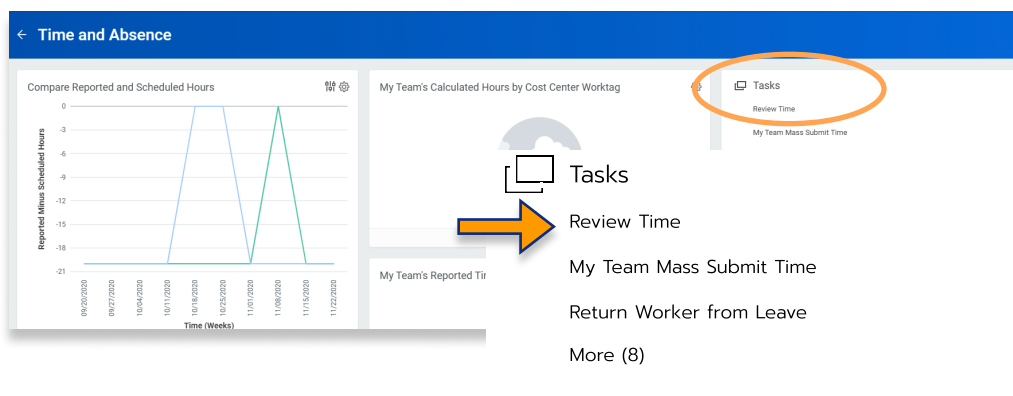 Time and Absence
Compare Reported and Scheduled Hours
0
-3
-6
-9
-12
-15
-18
-21
Reported Minus Scheduled Hours
09/20/2020
09/27/2020
10/04/2020
10/11/2020
10/18/2020
10/25/2020
11/01/2020
11/08/2020
11/15/2020
11/22/2020
Time (Weeks)
My Team's Calculated Hours by Cost Center Worktag
My Team's Reported Tim
Tasks
Review Time
My Team Mass Submit Time
Tasks
Review Time
My Team Mass Submit Time
Return Worker from Leave
More (8)